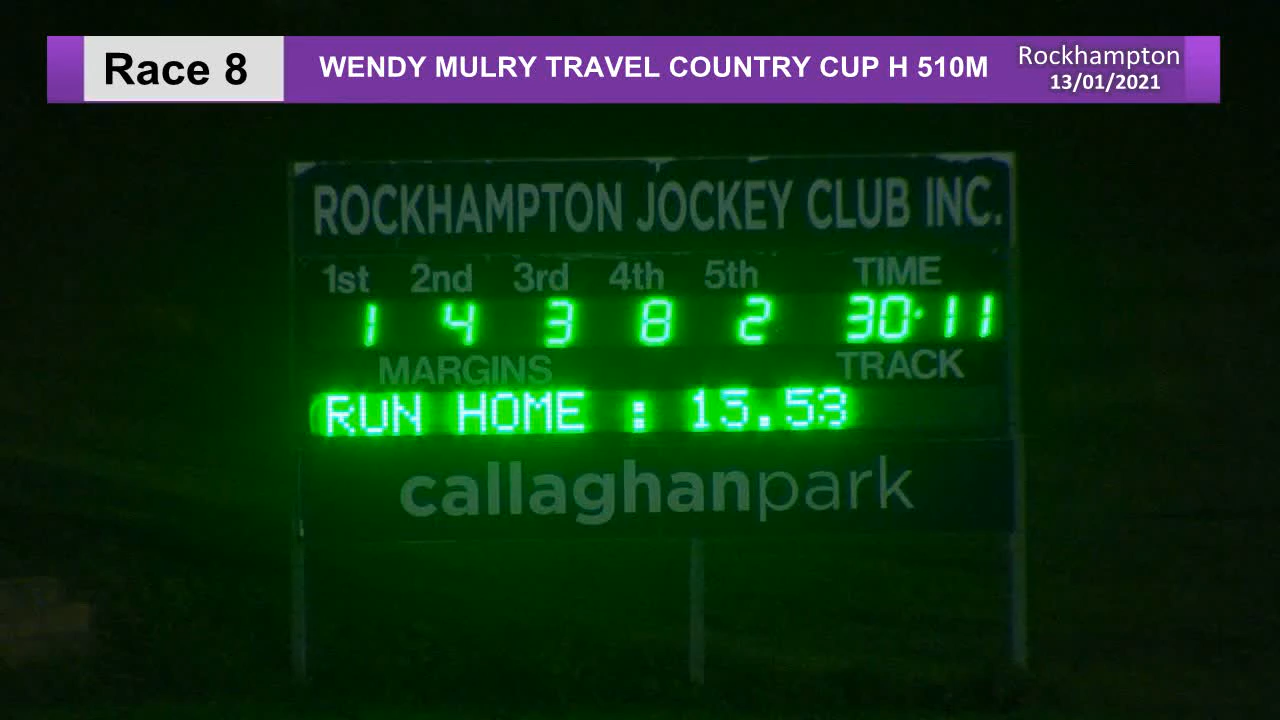 Race 8
WENDY MULRY TRAVEL COUNTRY CUP H 510M
Rockhampton
13/01/2021
ROCKHAMPTON JOCKEY CLUB INC.
1st 2nd 3rd 4th 5th TIME
1 4 3 8 2 30.11
MARGINS TRACK
RUN HOME : 15.53
callaghanpark